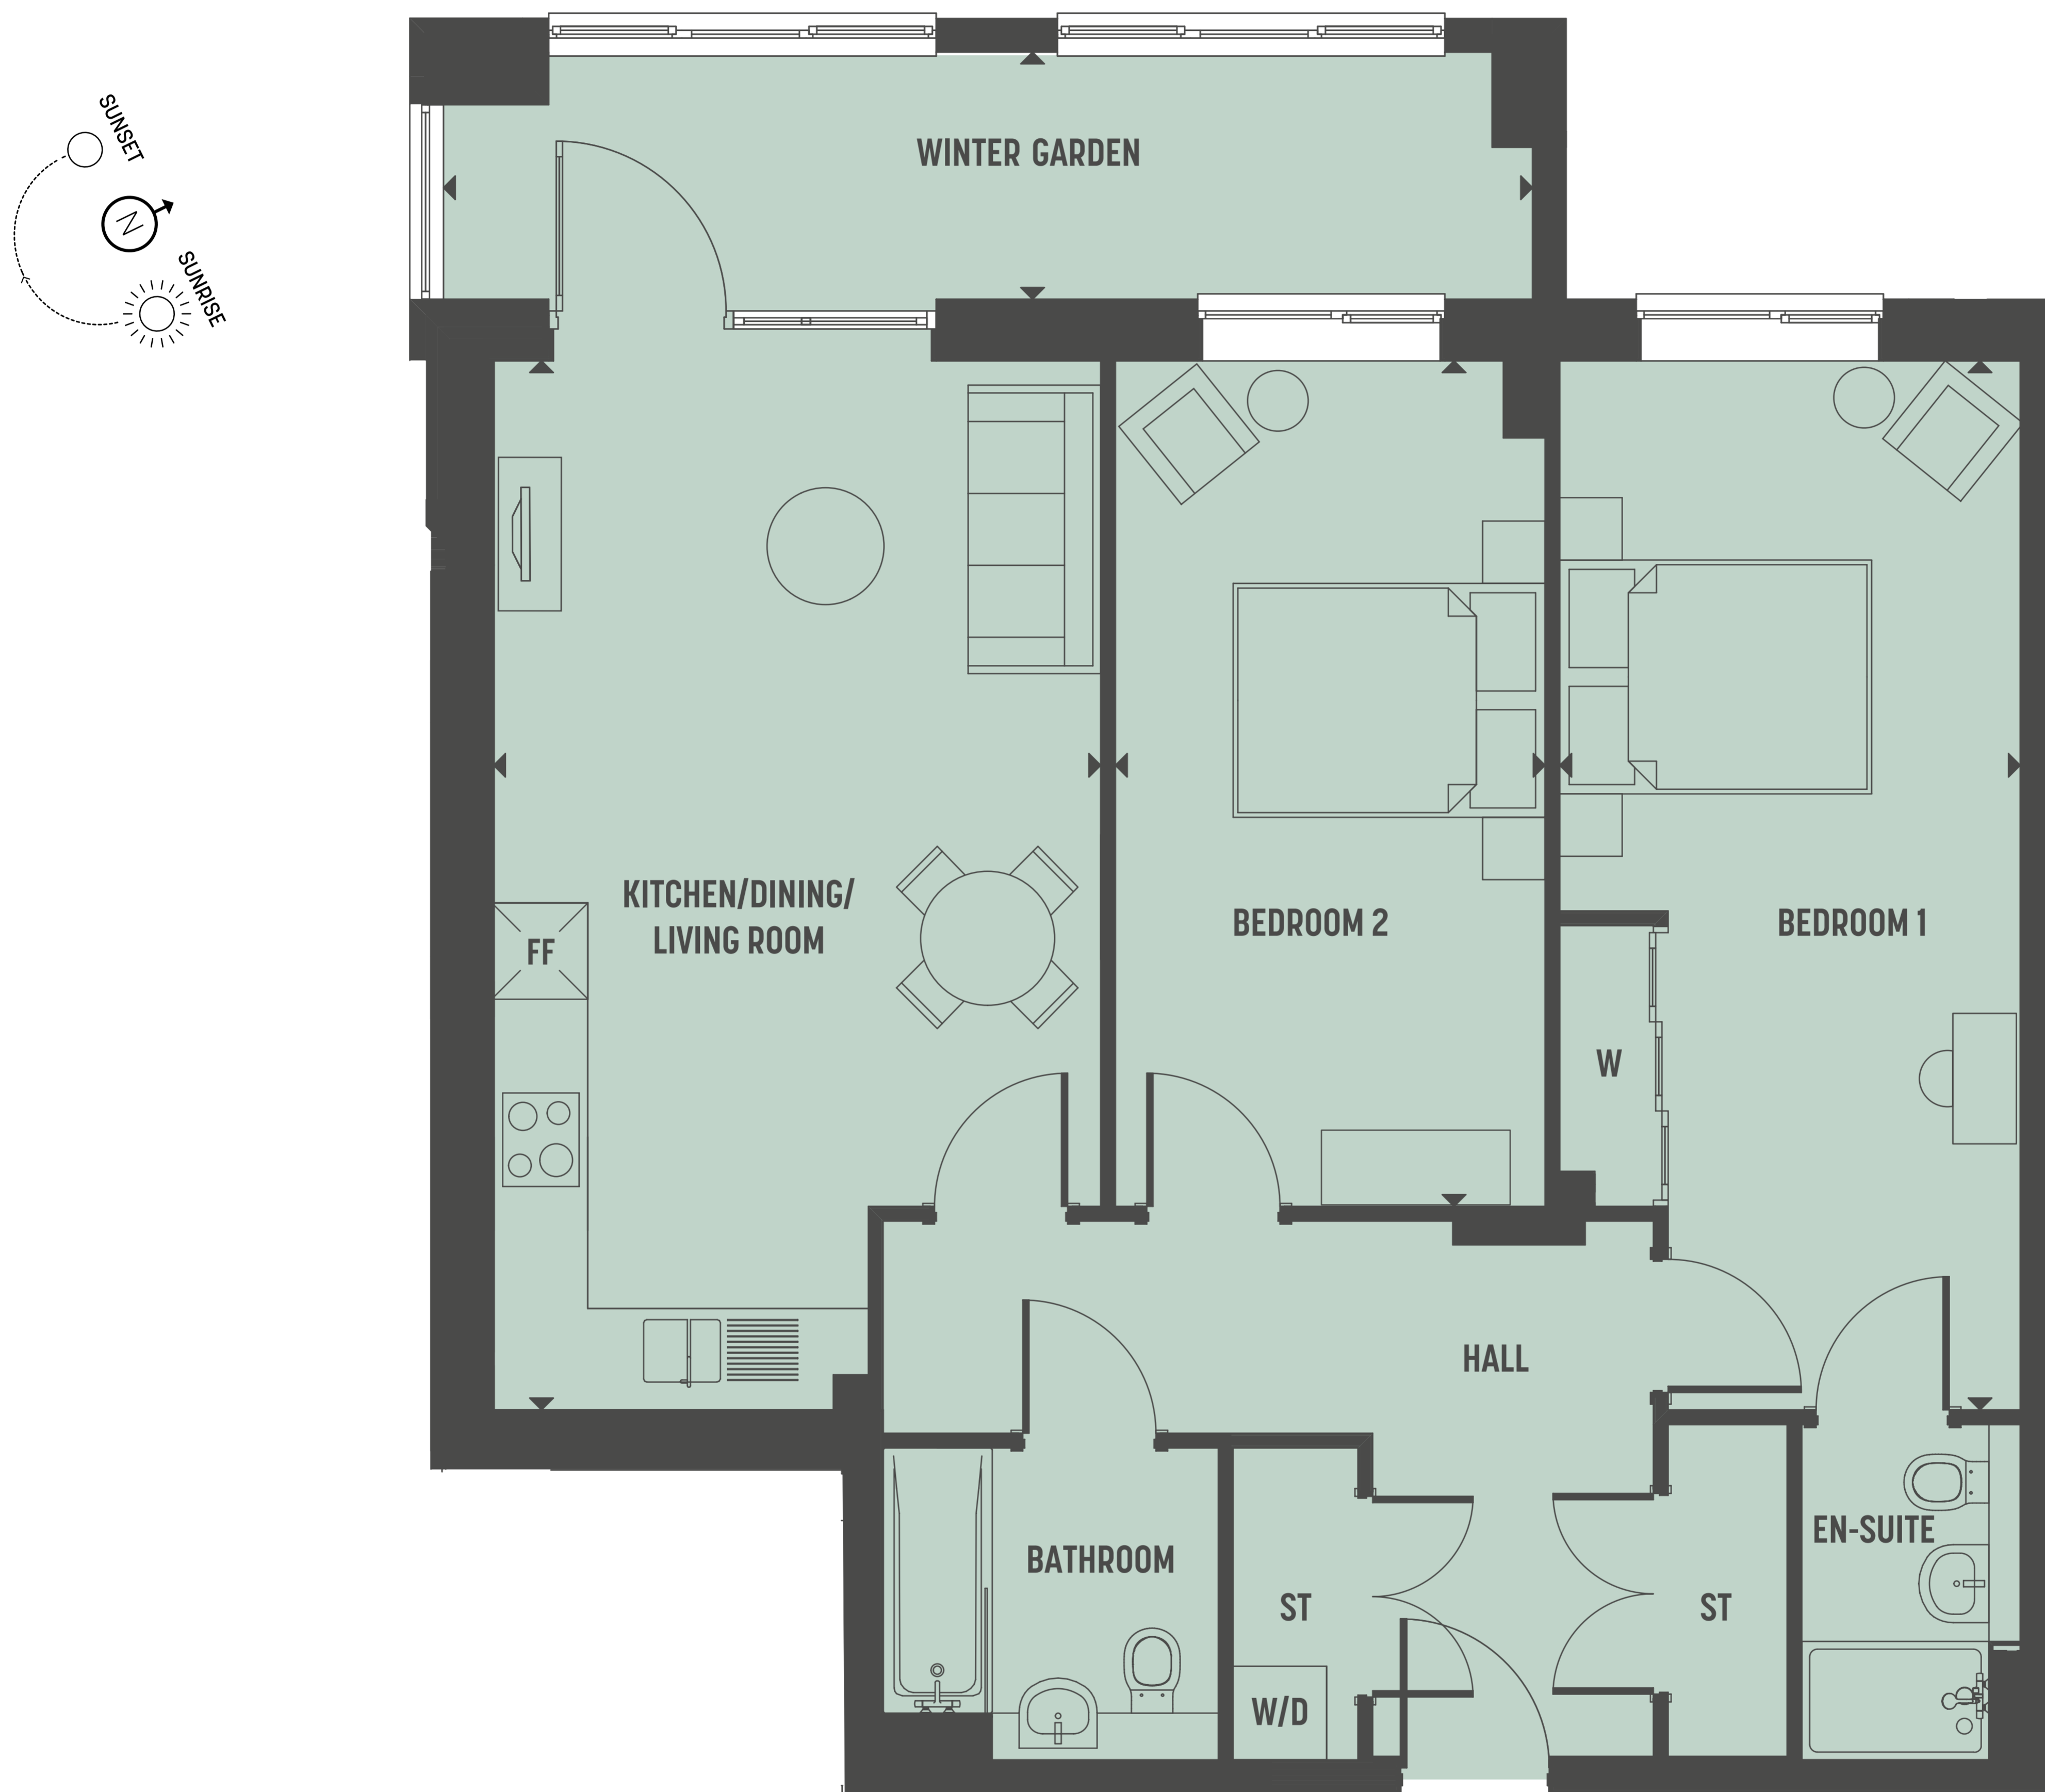 SUNSET
N
SUNRISE
WINTER GARDEN
KITCHEN/DINING/
LIVING ROOM
FF
BEDROOM 2
BEDROOM 1
W
HALL
BATHROOM
EN-SUITE
ST
ST
W/D